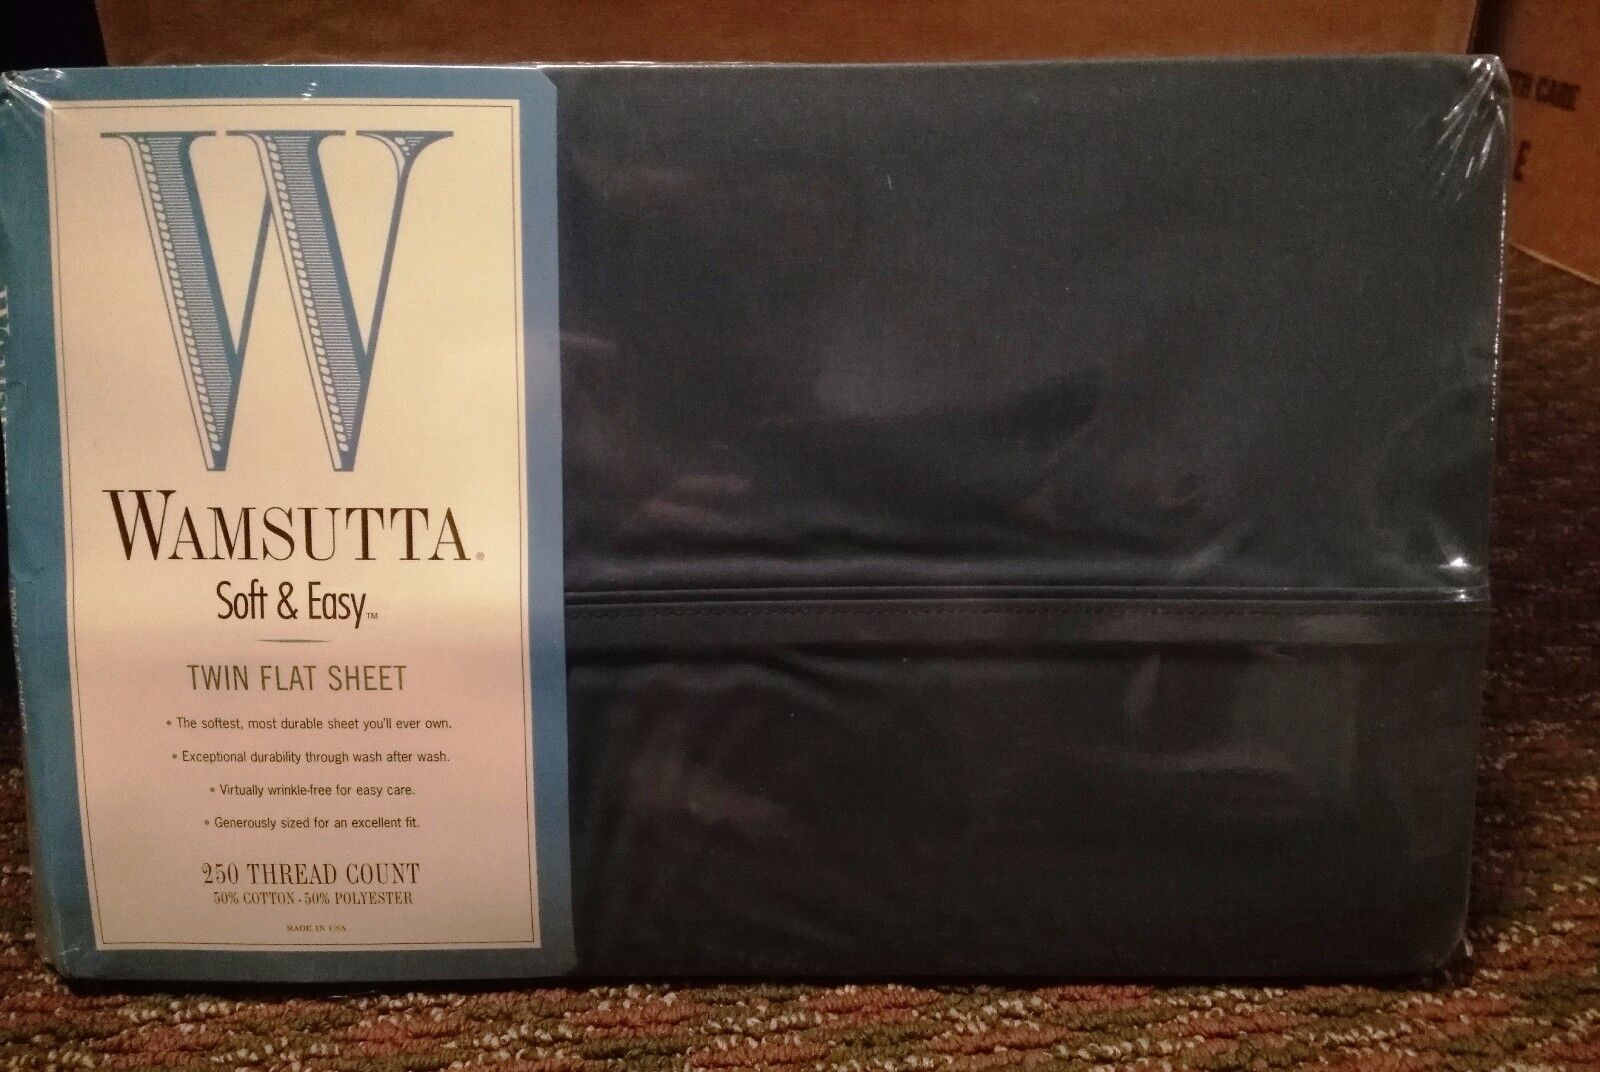 W
WAMSUTTA®
Soft & Easy™
TWIN FLAT SHEET
• The softest, most durable sheet you'll ever own.
• Exceptional durability through wash after wash.
• Virtually wrinkle-free for easy care.
• Generously sized for an excellent fit.
250 THREAD COUNT
50% COTTON • 50% POLYESTER
MADE IN USA
CARE
E